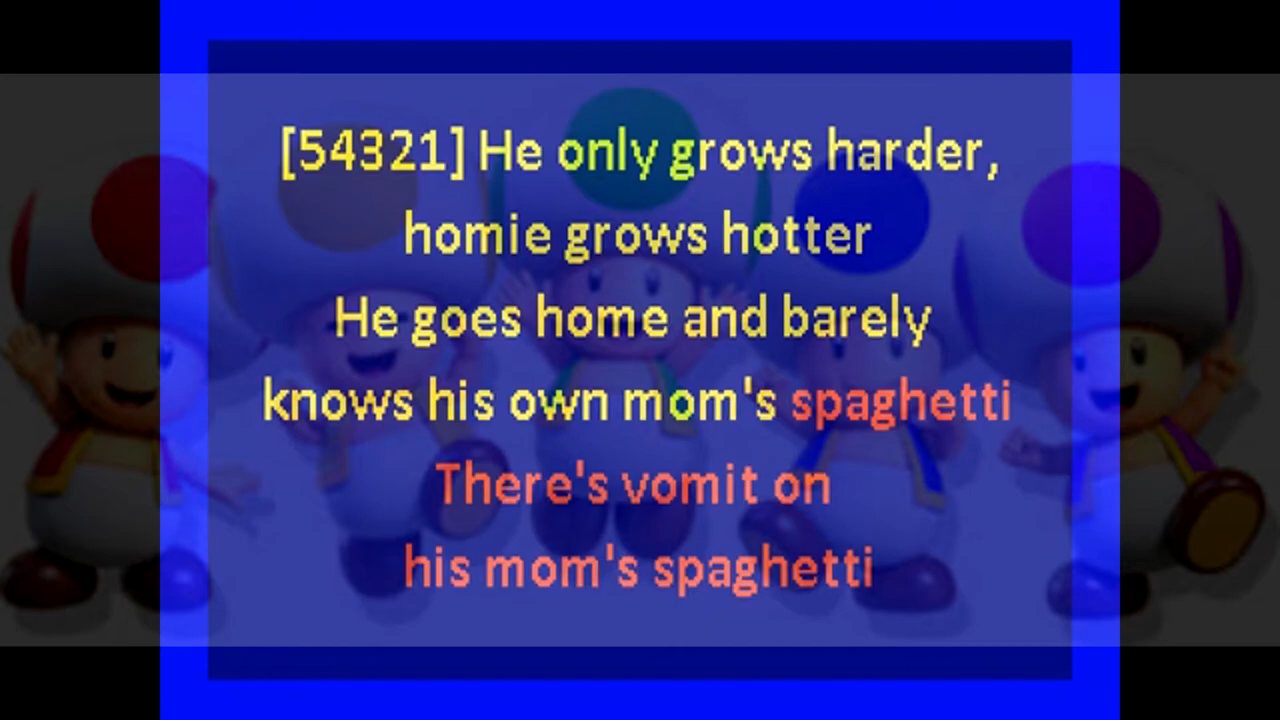 [54321] He only grows harder,
homie grows hotter
He goes home and barely
knows his own mom's spaghetti
There's vomit on
his mom's spaghetti